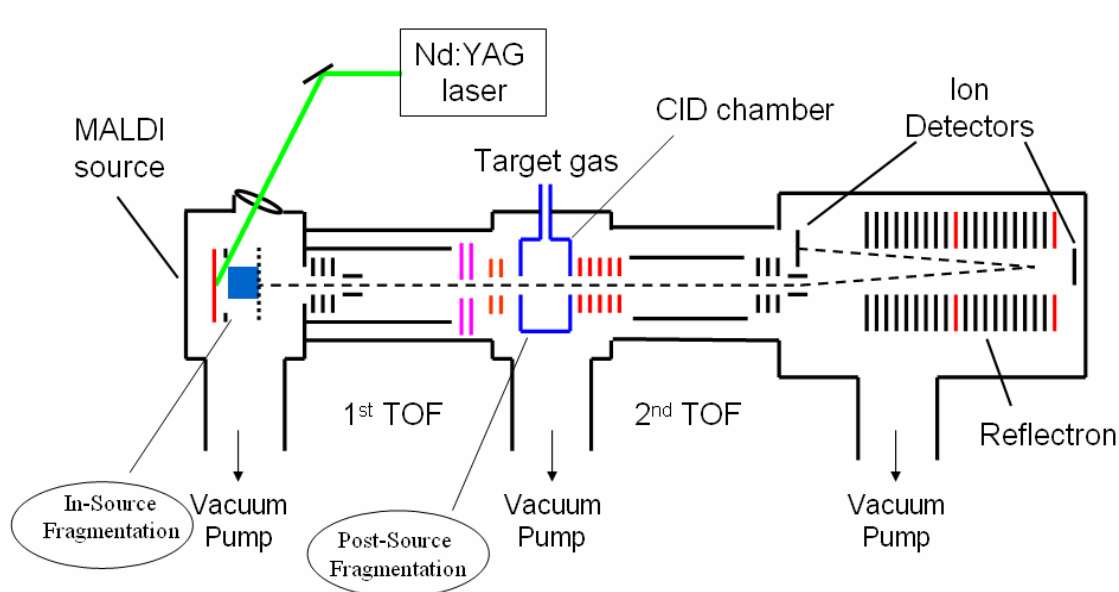 Nd:YAG
laser
MALDI
source
CID chamber
Ion
Detectors
Target gas
1st TOF
2nd TOF
Reflectron
In-Source
Fragmentation
Vacuum
Pump
Post-Source
Fragmentation
Vacuum
Pump
Vacuum
Pump